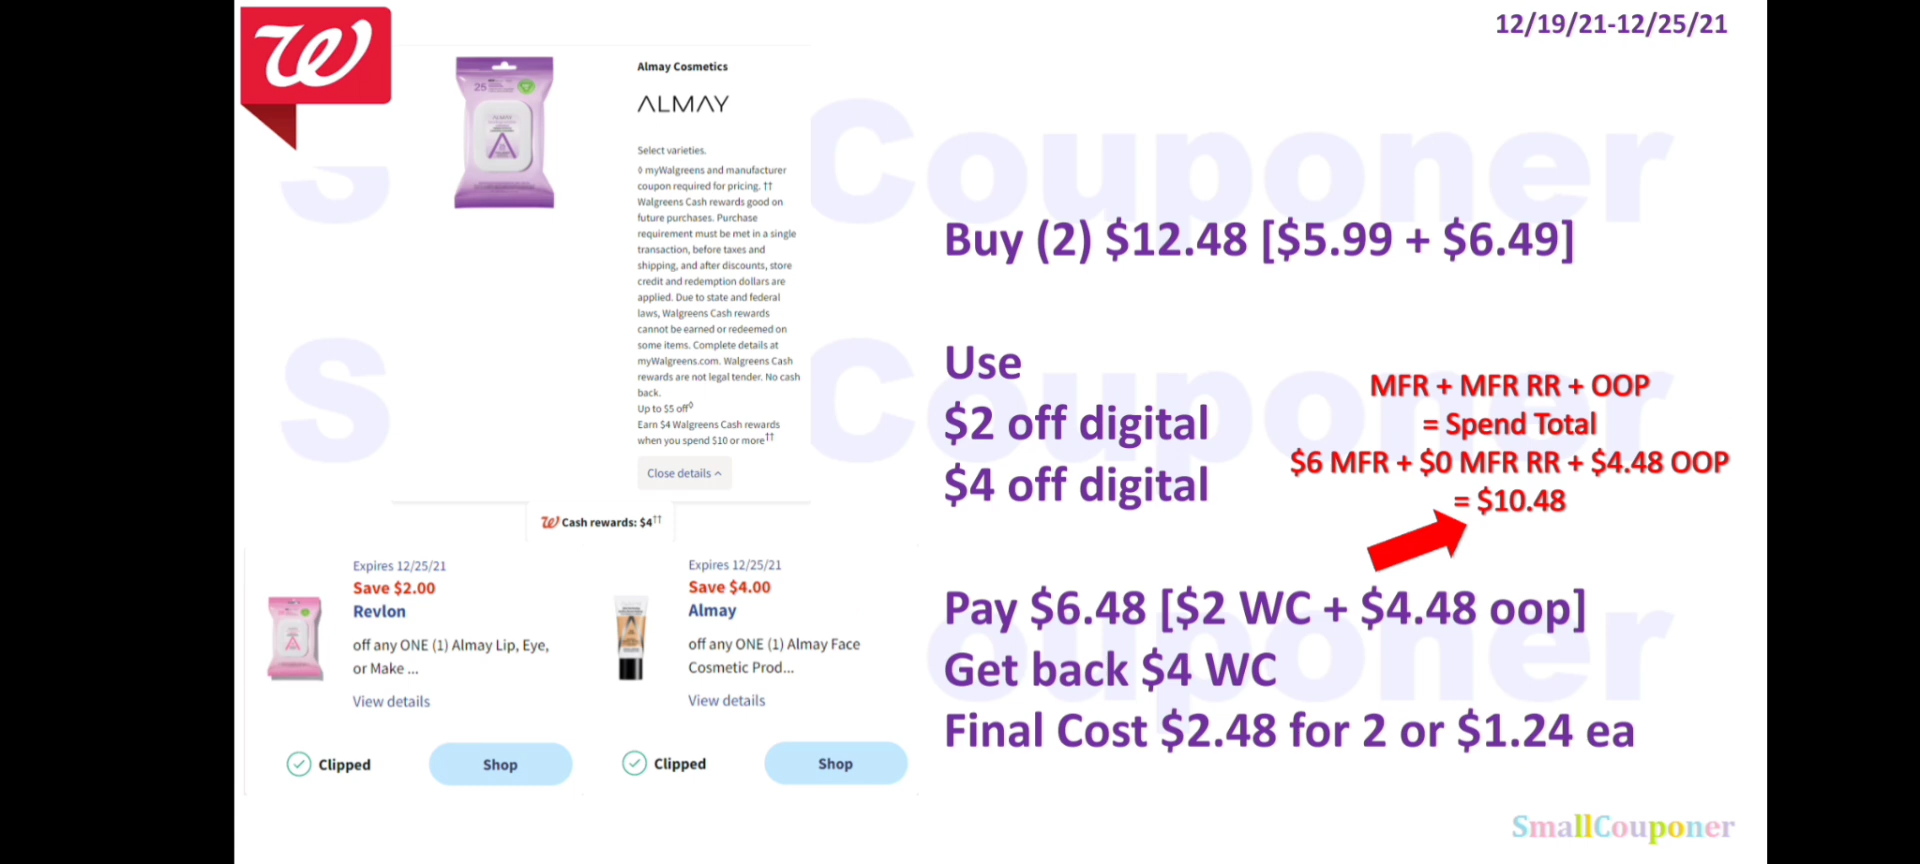 12/19/21-12/25/21
Almay Cosmetics
ALMAY
Select varieties.
◊ myWalgreens and manufacturer
coupon required for pricing. ††
Walgreens Cash rewards good on
future purchases. Purchase
requirement must be met in a single
transaction, before taxes and
shipping, and after discounts, store
credit and redemption dollars are
applied. Due to state and federal
laws, Walgreens Cash rewards
cannot be earned or redeemed on
some items. Complete details at
myWalgreens.com. Walgreens Cash
rewards are not legal tender. No cash
back.
Up to $5 off◊
Earn $4 Walgreens Cash rewards
when you spend $10 or more††
Close details
W Cash rewards: $4††
Expires 12/25/21
Save $2.00
Revlon
off any ONE (1) Almay Lip, Eye,
or Make ...
View details
Clipped
Shop
Expires 12/25/21
Save $4.00
Almay
off any ONE (1) Almay Face
Cosmetic Prod...
View details
Clipped
Shop
Buy (2) $12.48 [$5.99 + $6.49]
Use
$2 off digital
$4 off digital
MFR + MFR RR + OOP
= Spend Total
$6 MFR + $0 MFR RR + $4.48 OOP
= $10.48
Pay $6.48 [$2 WC + $4.48 oop]
Get back $4 WC
Final Cost $2.48 for 2 or $1.24 ea
SmallCouponer
W
25
ALMAY
S Couponer
S Couponer
ouponer